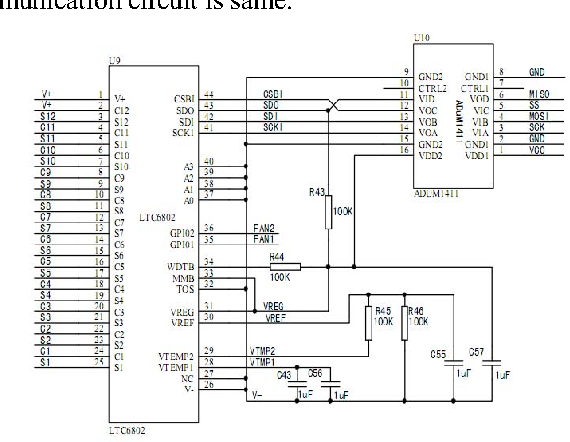 munication circuit is same.
U10
U9
9 GND2 GND1 8 GND
10 CTRL2 CTRL1 7
V+ 1 V+ CSBI 44 CSBI 11 VID VOD 6 MISO
V+ 2 C12 SDO 43 SDO 12 VOC VIC 5 SS
S12 3 S12 SDI 42 SDI 13 VOB VIB 4 MOSI
C11 4 C11 SCKI 41 SCKI 14 VOA VIA 3 SCK
S11 5 S11 15 GND2 GND1 2 GND
C10 6 C10 16 VDD2 VDD1 1 VCC
ADUM1411
S10 7 S10 A3 40
C9 8 C9 A2 39
S9 9 S9 A1 38
C8 10 C8 A0 37
ADUM1411
R43
100K
S8 11 S8
C7 12 C7
LTC6802
S7 13 S7 GPIO2 36 FAN2
C6 14 C6 GPIO1 35 FAN1
S6 15 S6
C5 16 C5 WDTB 34 R44
100K
S5 17 S5 MMB 33
C4 18 C4 TOS 32
S4 19 S4
C3 20 C3 VREG 31 VREG
S3 21 S3 VREF 30 VREF
R45 R46
100K 100K
C2 22 C2
S2 23 S2
C1 24 C1 VTEMP2 29 VTMP2
S1 25 S1 VTEMP1 28 VTMP1
C55 C57
1uF 1uF
NC 27
V- 26 V-
C43 C56
1uF 1uF
LTC6802